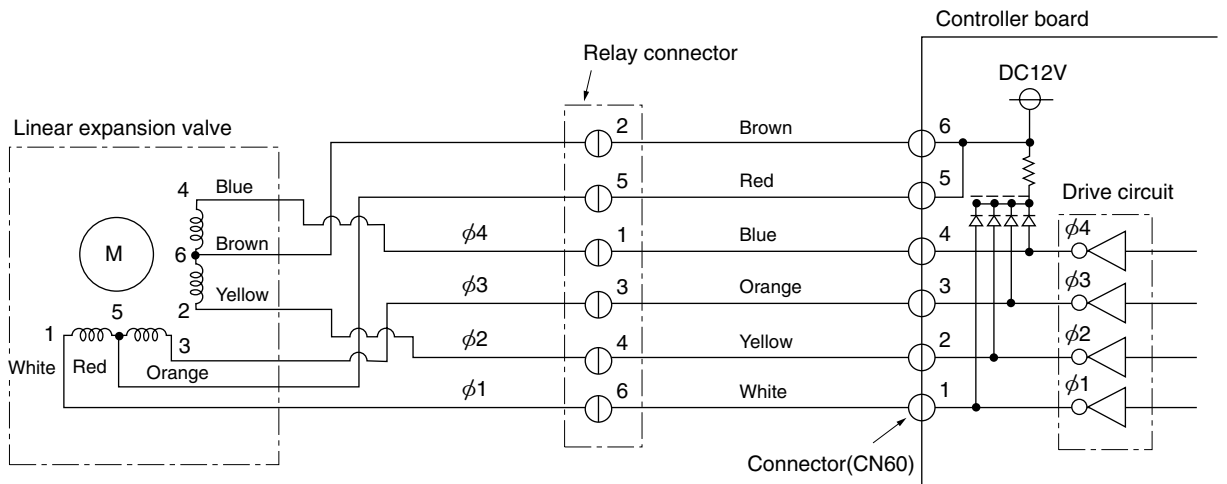 Controller board
Relay connector
DC12V
Linear expansion valve
2 Brown 6
5 Red 5
Drive circuit
4 Blue
ϕ4 1 Blue 4 ϕ4
M 6 Brown
ϕ3 3 Orange 3 ϕ3
2 Yellow
5
1 3
ϕ2 4 Yellow 2 ϕ2
White Red Orange
ϕ1 6 White 1 ϕ1
Connector(CN60)